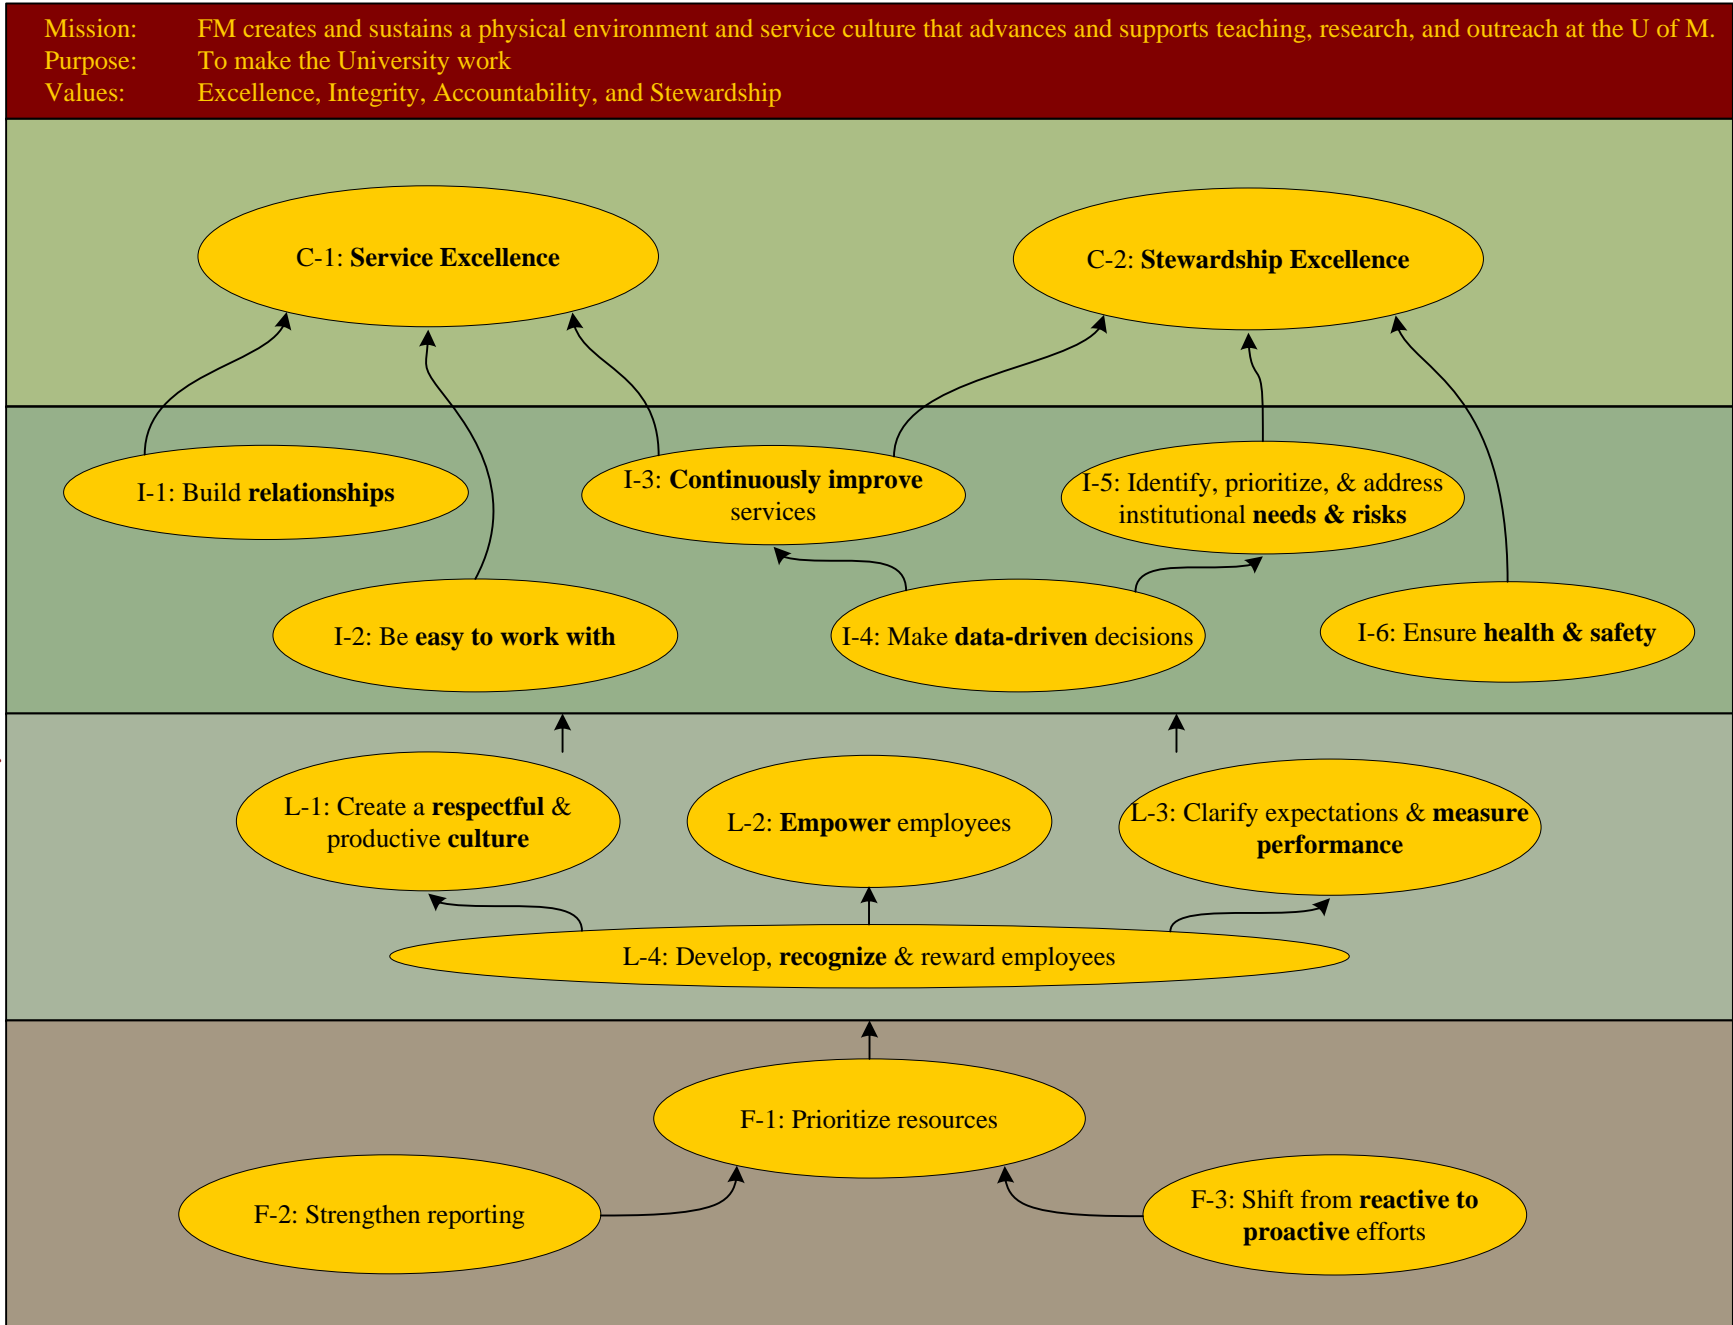 Mission: FM creates and sustains a physical environment and service culture that advances and supports teaching, research, and outreach at the U of M.
Purpose: To make the University work
Values: Excellence, Integrity, Accountability, and Stewardship
C-1: Service Excellence
C-2: Stewardship Excellence
I-1: Build relationships
I-3: Continuously improve
services
I-5: Identify, prioritize, & address
institutional needs & risks
I-2: Be easy to work with
I-4: Make data-driven decisions
I-6: Ensure health & safety
L-1: Create a respectful &
productive culture
L-2: Empower employees
L-3: Clarify expectations & measure
performance
L-4: Develop, recognize & reward employees
F-1: Prioritize resources
F-2: Strengthen reporting
F-3: Shift from reactive to
proactive efforts